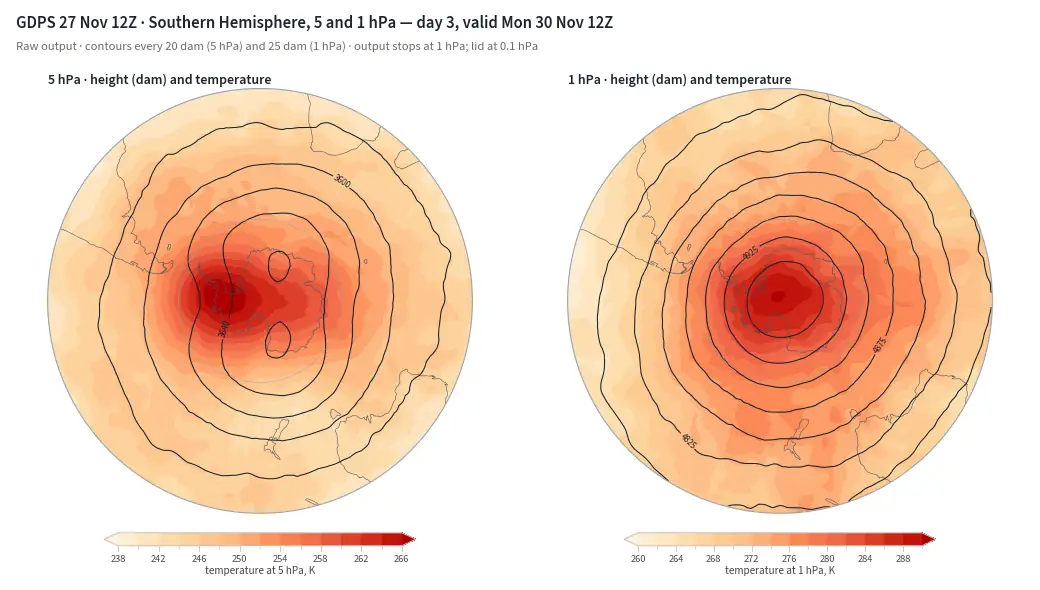 GDPS 27 Nov 12Z · Southern Hemisphere, 5 and 1 hPa — day 3, valid Mon 30 Nov 12Z
Raw output · contours every 20 dam (5 hPa) and 25 dam (1 hPa) · output stops at 1 hPa; lid at 0.1 hPa
5 hPa · height (dam) and temperature
1 hPa · height (dam) and temperature
3600
4825
4875
4825
238 242 246 250 254 258 262 266
temperature at 5 hPa, K
260 264 268 272 276 280 284 288
temperature at 1 hPa, K